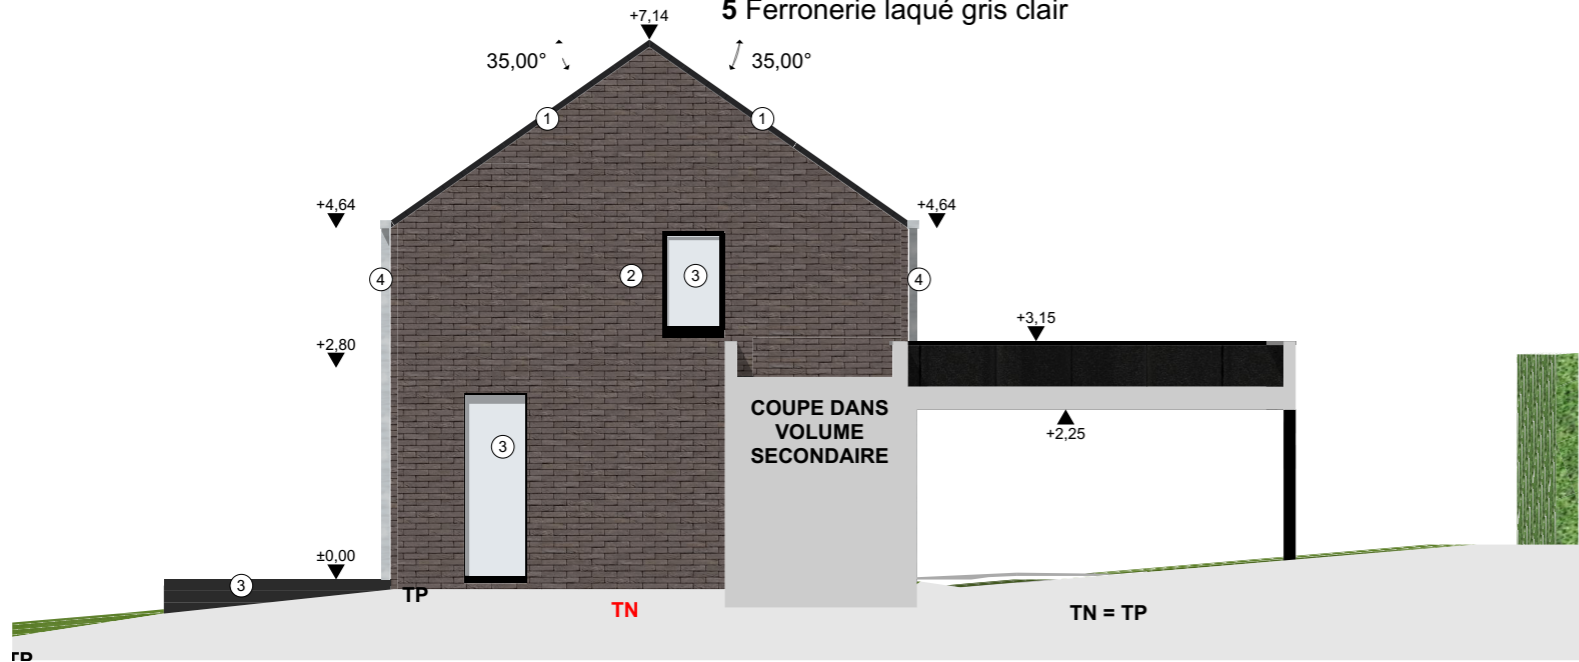 5 Ferronerie laqué gris clair
+7,14
35,00°
35,00°
1
1
+4,64
+4,64
2
3
4
4
+3,15
+2,80
COUPE DANS
VOLUME
SECONDAIRE
+2,25
3
±0,00
3
TP
TN
TN = TP
TP